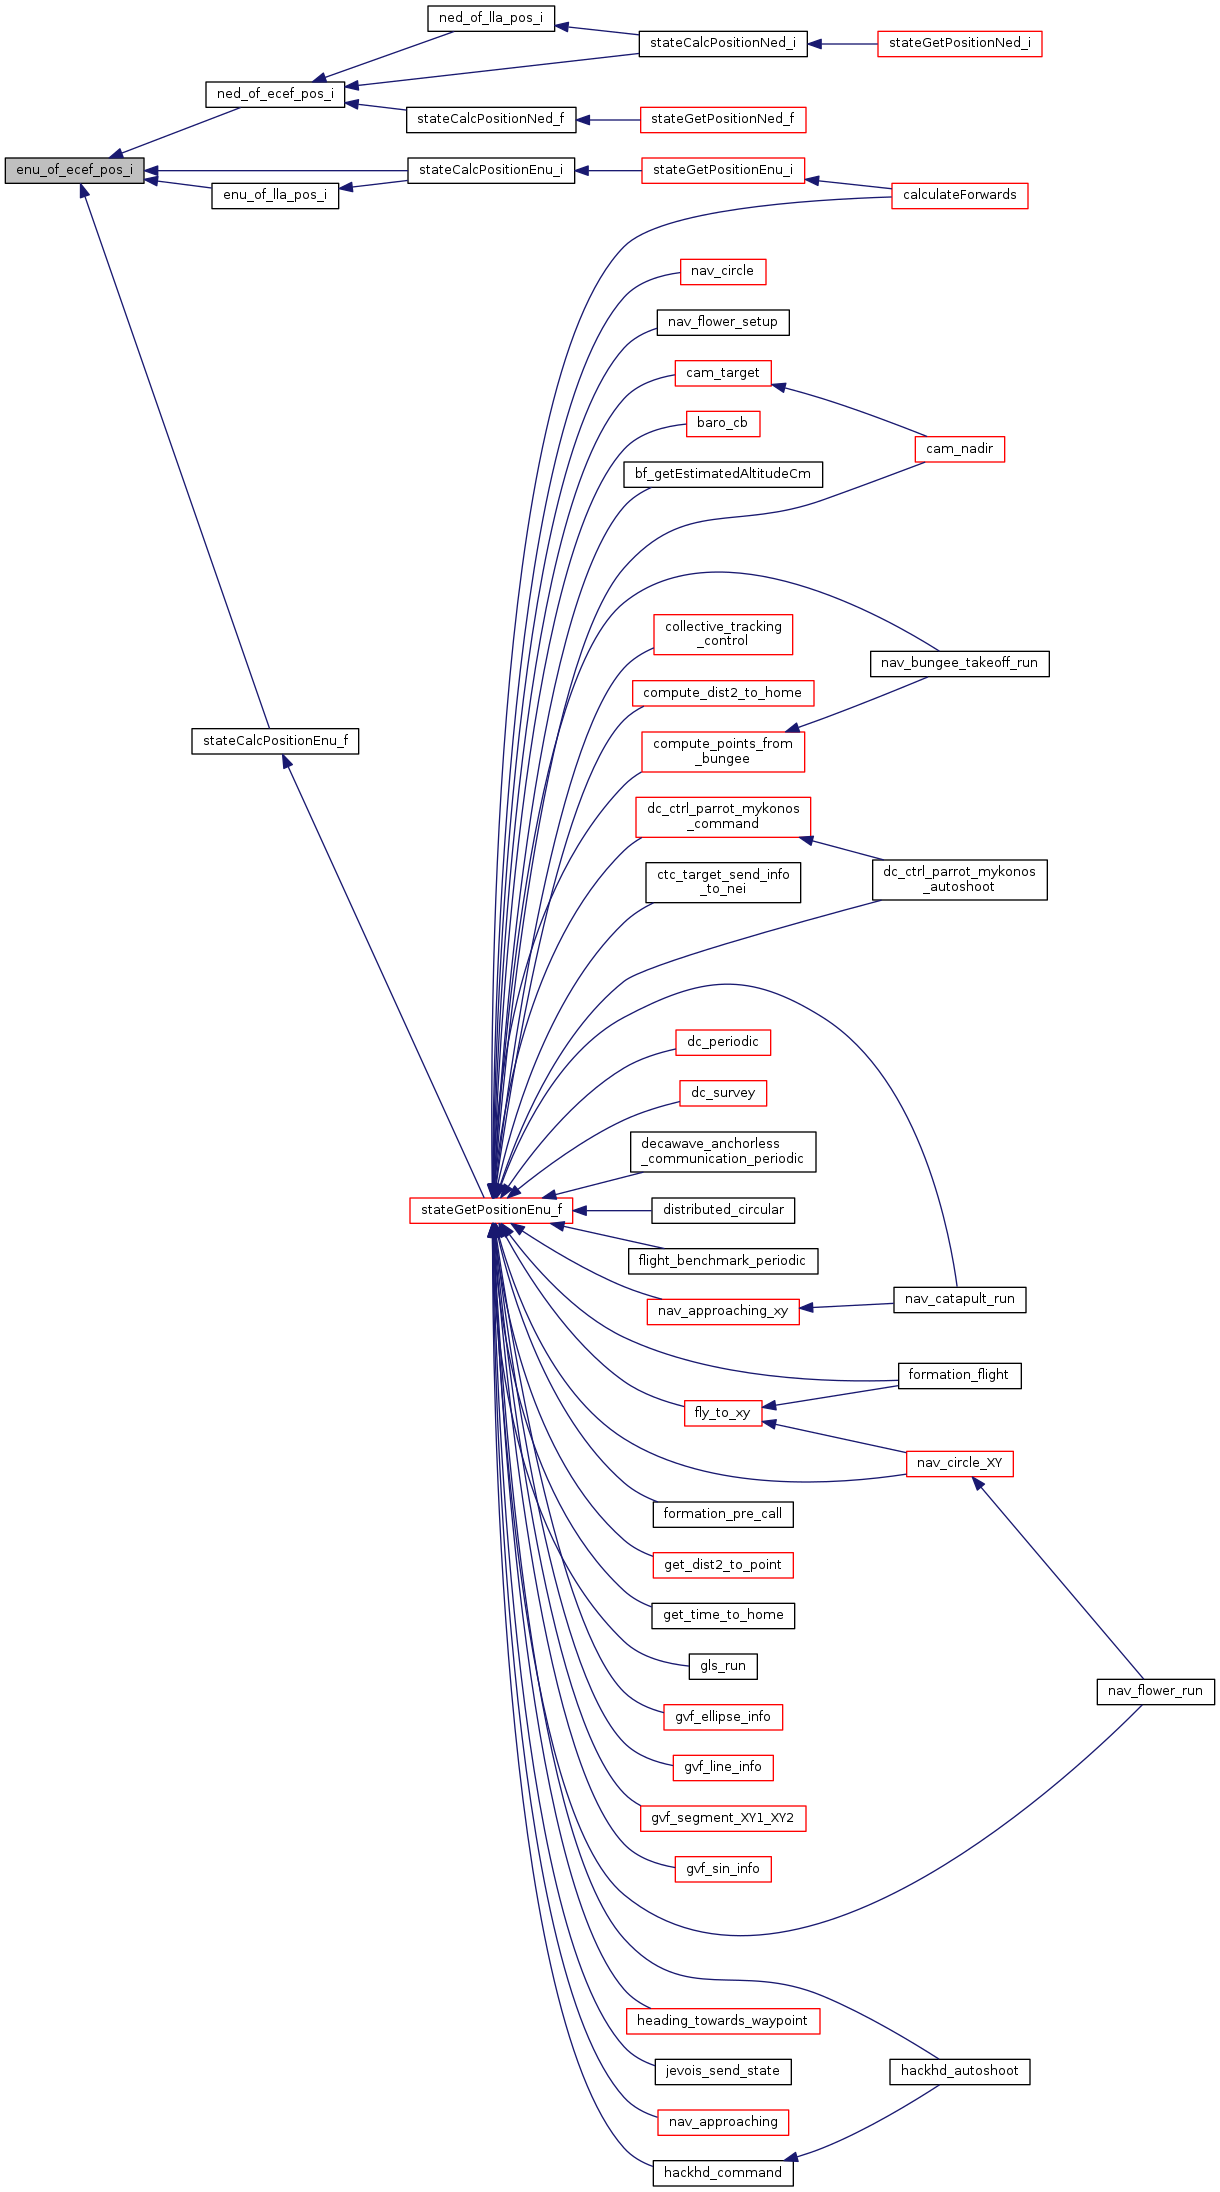 ned_of_lla_pos_i
stateCalcPositionNed_i
stateGetPositionNed_i
ned_of_ecef_pos_i
stateCalcPositionNed_f
stateGetPositionNed_f
enu_of_ecef_pos_i
stateCalcPositionEnu_i
stateGetPositionEnu_i
enu_of_lla_pos_i
calculateForwards
nav_circle
nav_flower_setup
cam_target
baro_cb
cam_nadir
bf_getEstimatedAltitudeCm
collective_tracking
_control
nav_bungee_takeoff_run
compute_dist2_to_home
stateCalcPositionEnu_f
compute_points_from
_bungee
dc_ctrl_parrot_mykonos
_command
ctc_target_send_info
_to_nei
dc_ctrl_parrot_mykonos
_autoshoot
dc_periodic
dc_survey
decawave_anchorless
_communication_periodic
stateGetPositionEnu_f
distributed_circular
flight_benchmark_periodic
nav_approaching_xy
nav_catapult_run
formation_flight
fly_to_xy
nav_circle_XY
formation_pre_call
get_dist2_to_point
get_time_to_home
gls_run
nav_flower_run
gvf_ellipse_info
gvf_line_info
gvf_segment_XY1_XY2
gvf_sin_info
heading_towards_waypoint
jevois_send_state
hackhd_autoshoot
nav_approaching
hackhd_command